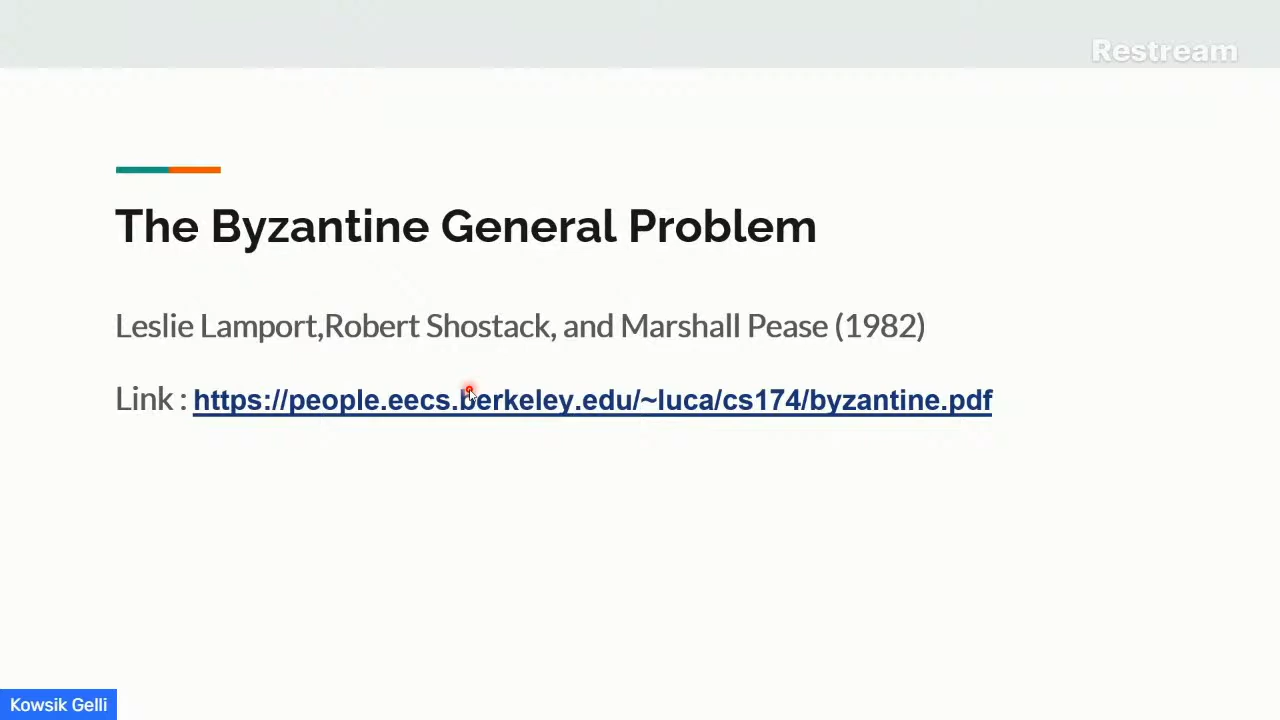 Restream
The Byzantine General Problem
Leslie Lamport,Robert Shostack, and Marshall Pease (1982)
Link : https://people.eecs.berkeley.edu/~luca/cs174/byzantine.pdf
Kowsik Gelli